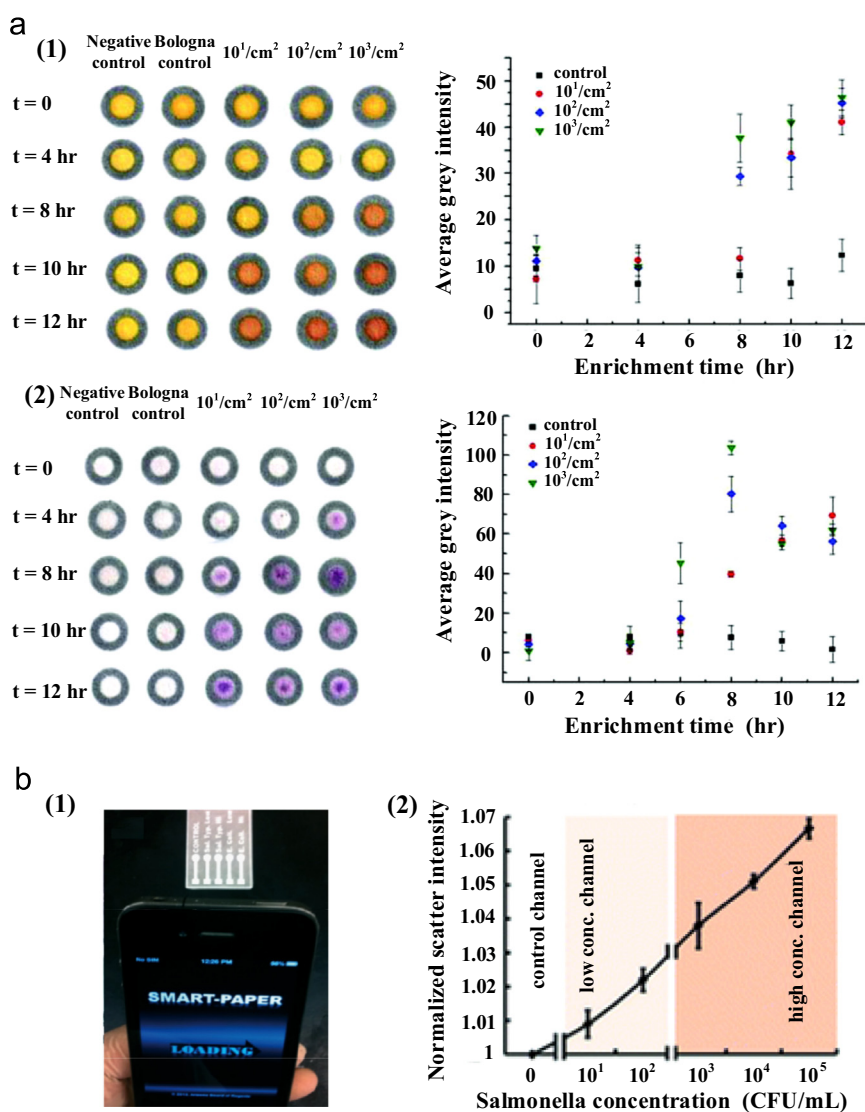 a
(1)
Negative control
Bologna control
10¹/cm²
10²/cm²
10³/cm²
t = 0
t = 4 hr
t = 8 hr
t = 10 hr
t = 12 hr
Average grey intensity
50
40
30
20
10
0
control
10¹/cm²
10²/cm²
10³/cm²
0 2 4 6 8 10 12
Enrichment time (hr)
(2)
Negative control
Bologna control
10¹/cm²
10²/cm²
10³/cm²
t = 0
t = 4 hr
t = 8 hr
t = 10 hr
t = 12 hr
Average grey intensity
120
100
80
60
40
20
0
control
10¹/cm²
10²/cm²
10³/cm²
0 2 4 6 8 10 12
Enrichment time (hr)
b
(1)
CONTROL
No SIM 12:26 PM
SMART-PAPER
LOADING
(2)
Normalized scatter intensity
1.07
1.06
1.05
1.04
1.03
1.02
1.01
1
control channel
low conc. channel
high conc. channel
0 10¹ 10² 10³ 10⁴ 10⁵
Salmonella concentration (CFU/mL)